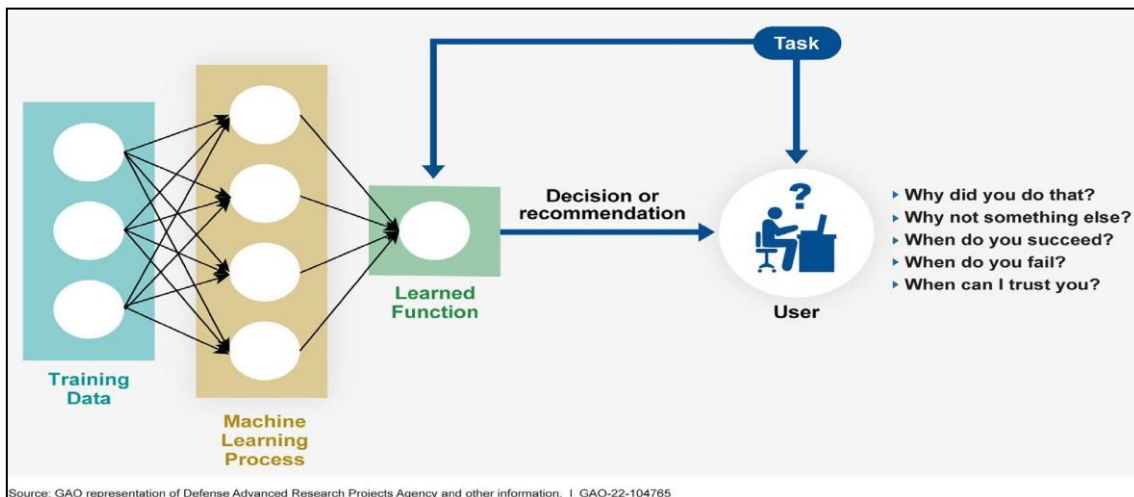 Task
Decision or
recommendation
Why did you do that?
Why not something else?
When do you succeed?
When do you fail?
When can I trust you?
?
Learned
Function
User
Training
Data
Machine
Learning
Process
Source: GAO representation of Defense Advanced Research Projects Agency and other information. | GAO-22-104765